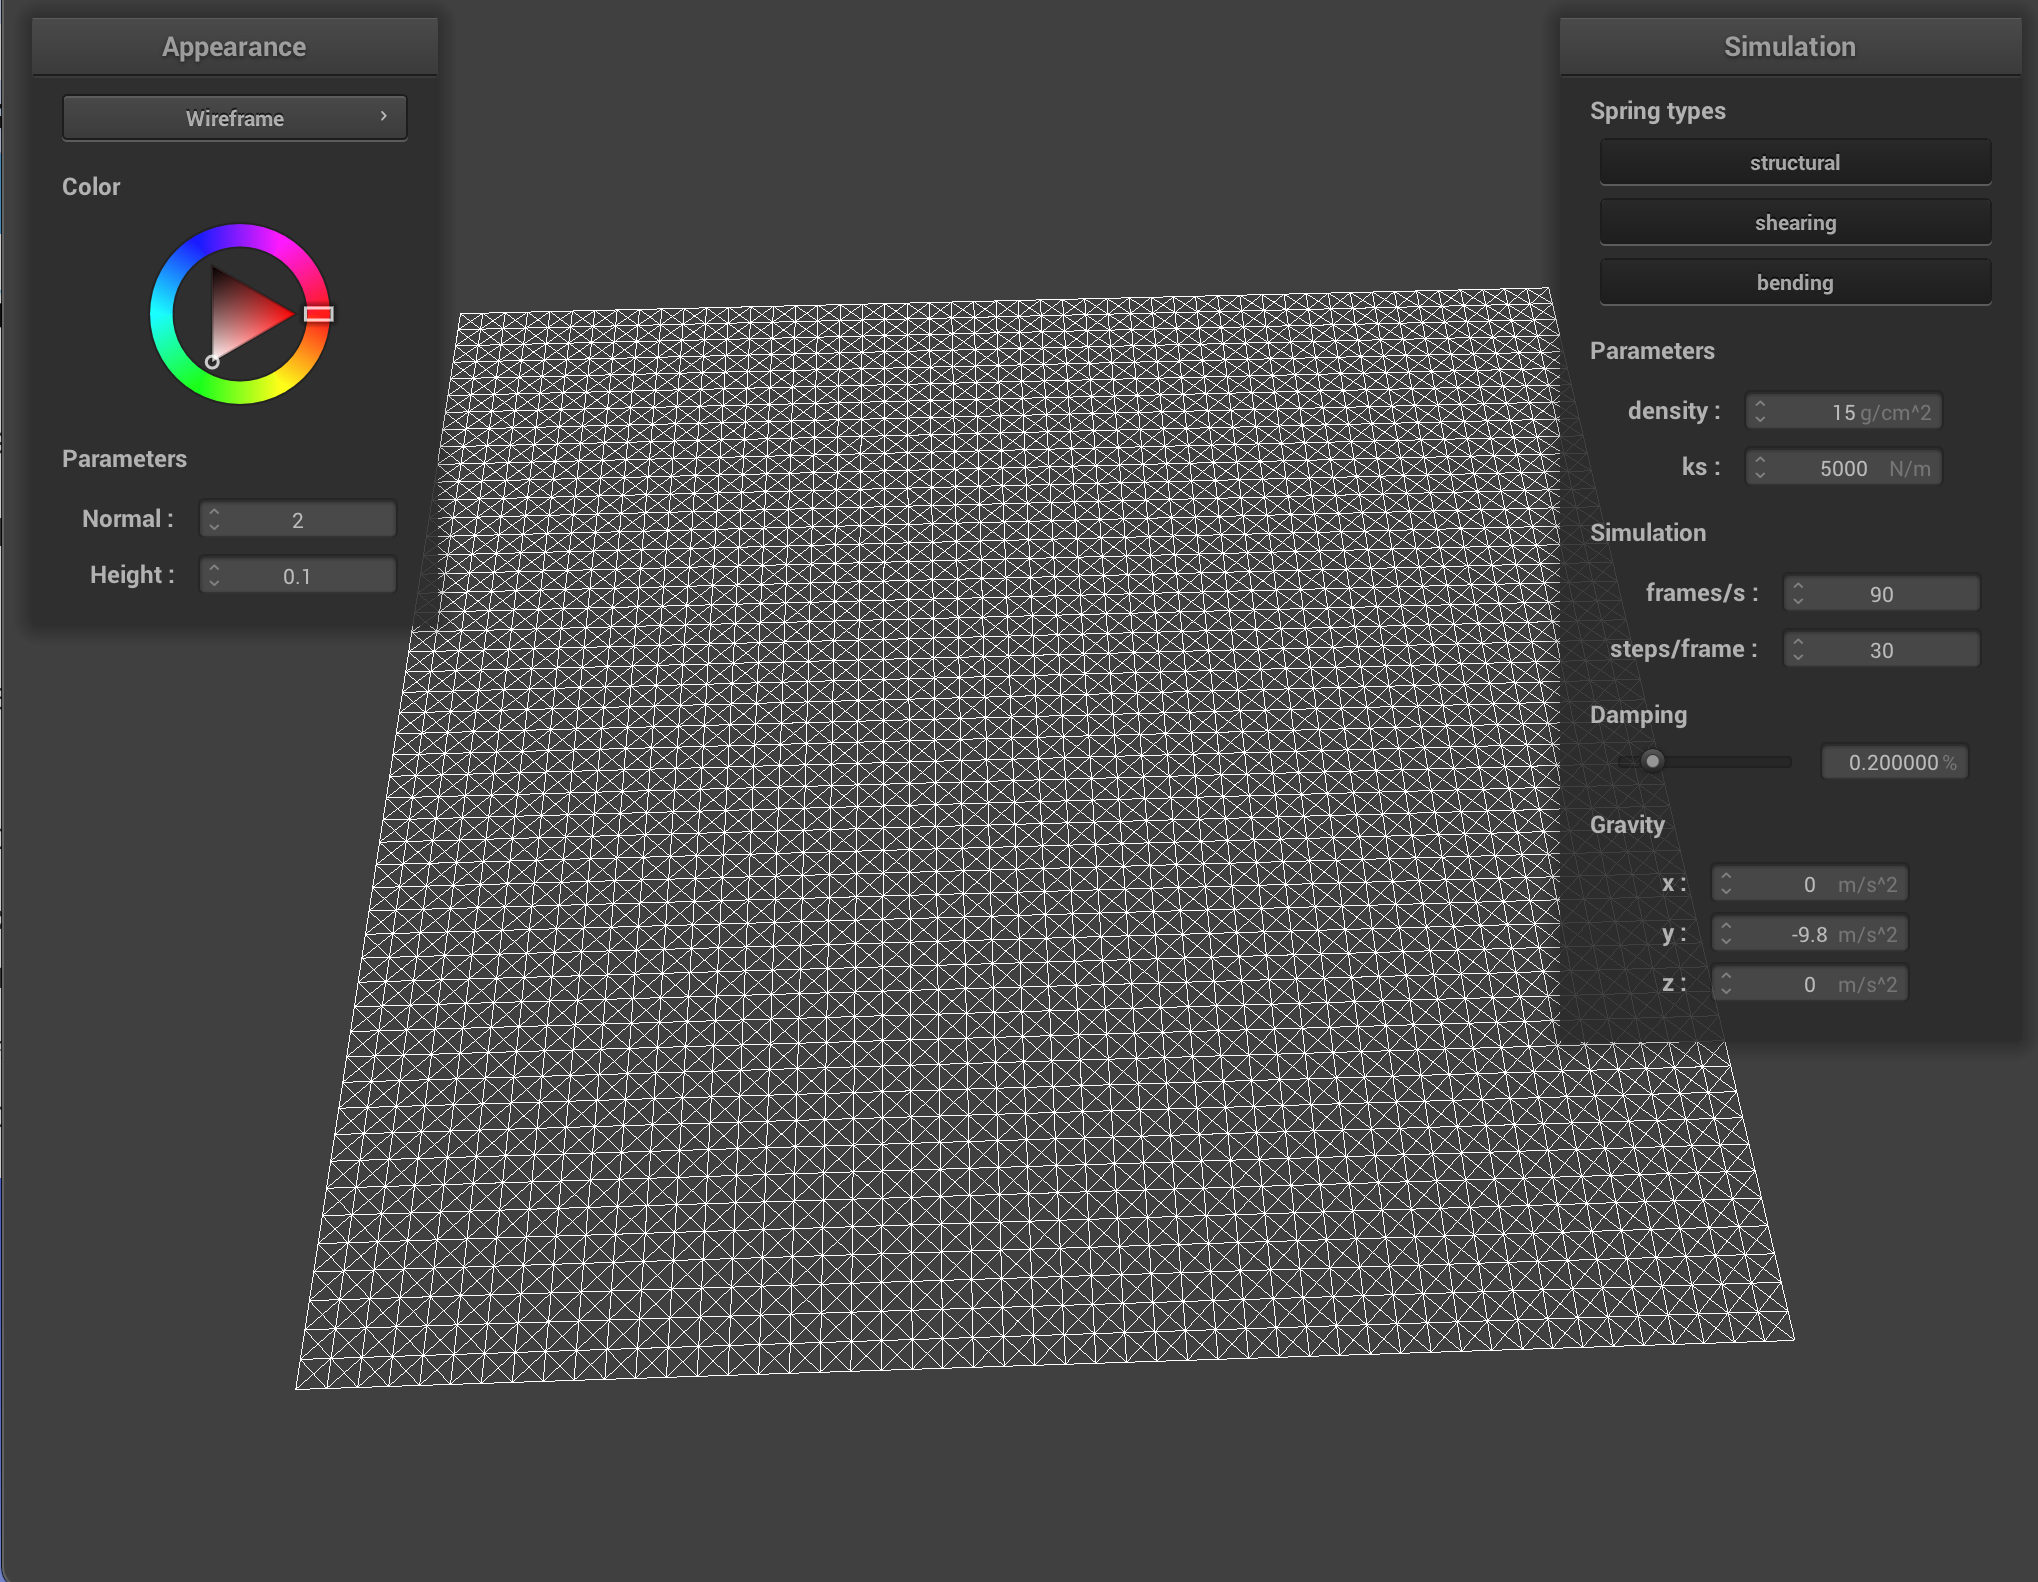 Appearance
Wireframe
Color
Parameters
Normal : 2
Height : 0.1
Simulation
Spring types
structural
shearing
bending
Parameters
density : 15 g/cm^2
ks : 5000 N/m
Simulation
frames/s : 90
steps/frame : 30
Damping
0.200000 %
Gravity
x : 0 m/s^2
y : -9.8 m/s^2
z : 0 m/s^2